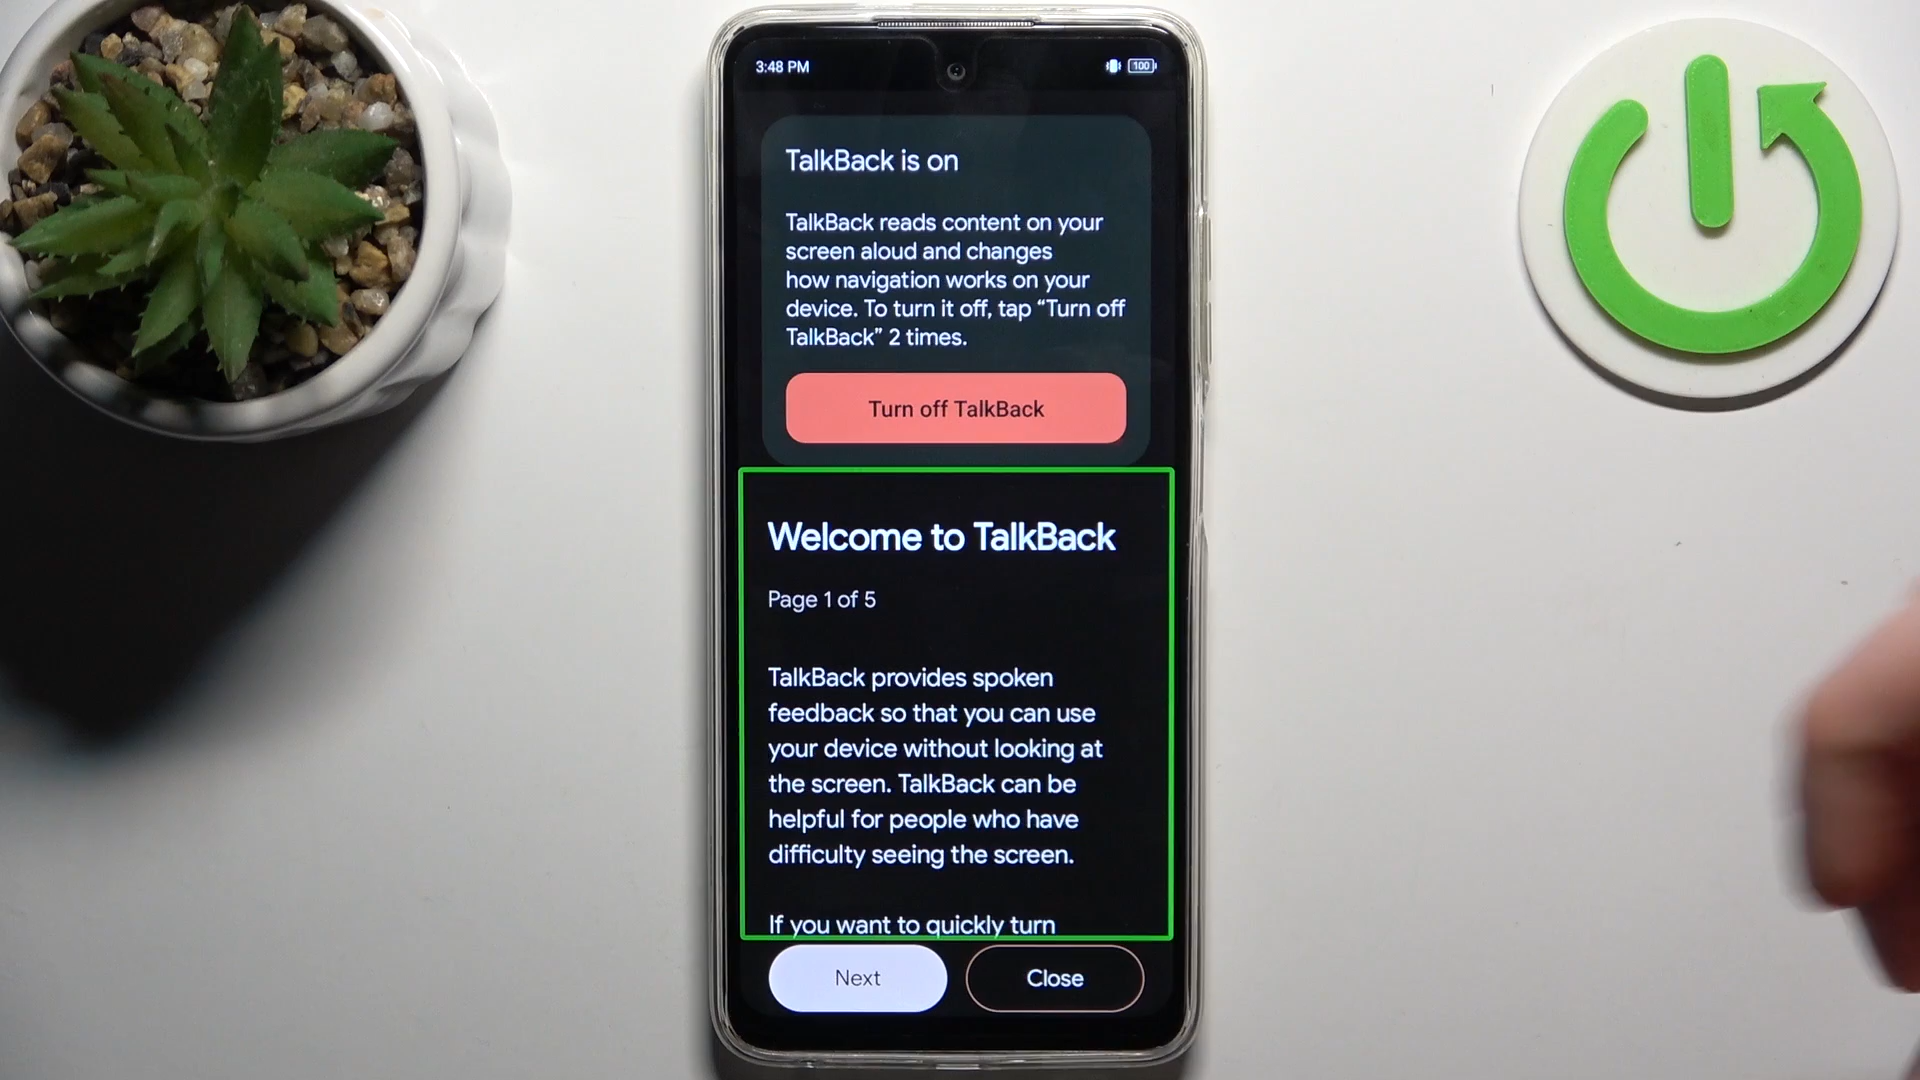 3:48 PM
100
TalkBack is on
TalkBack reads content on your
screen aloud and changes
how navigation works on your
device. To turn it off, tap “Turn off
TalkBack” 2 times.
Turn off TalkBack
Welcome to TalkBack
Page 1 of 5
TalkBack provides spoken
feedback so that you can use
your device without looking at
the screen. TalkBack can be
helpful for people who have
difficulty seeing the screen.
If you want to quickly turn
Next
Close